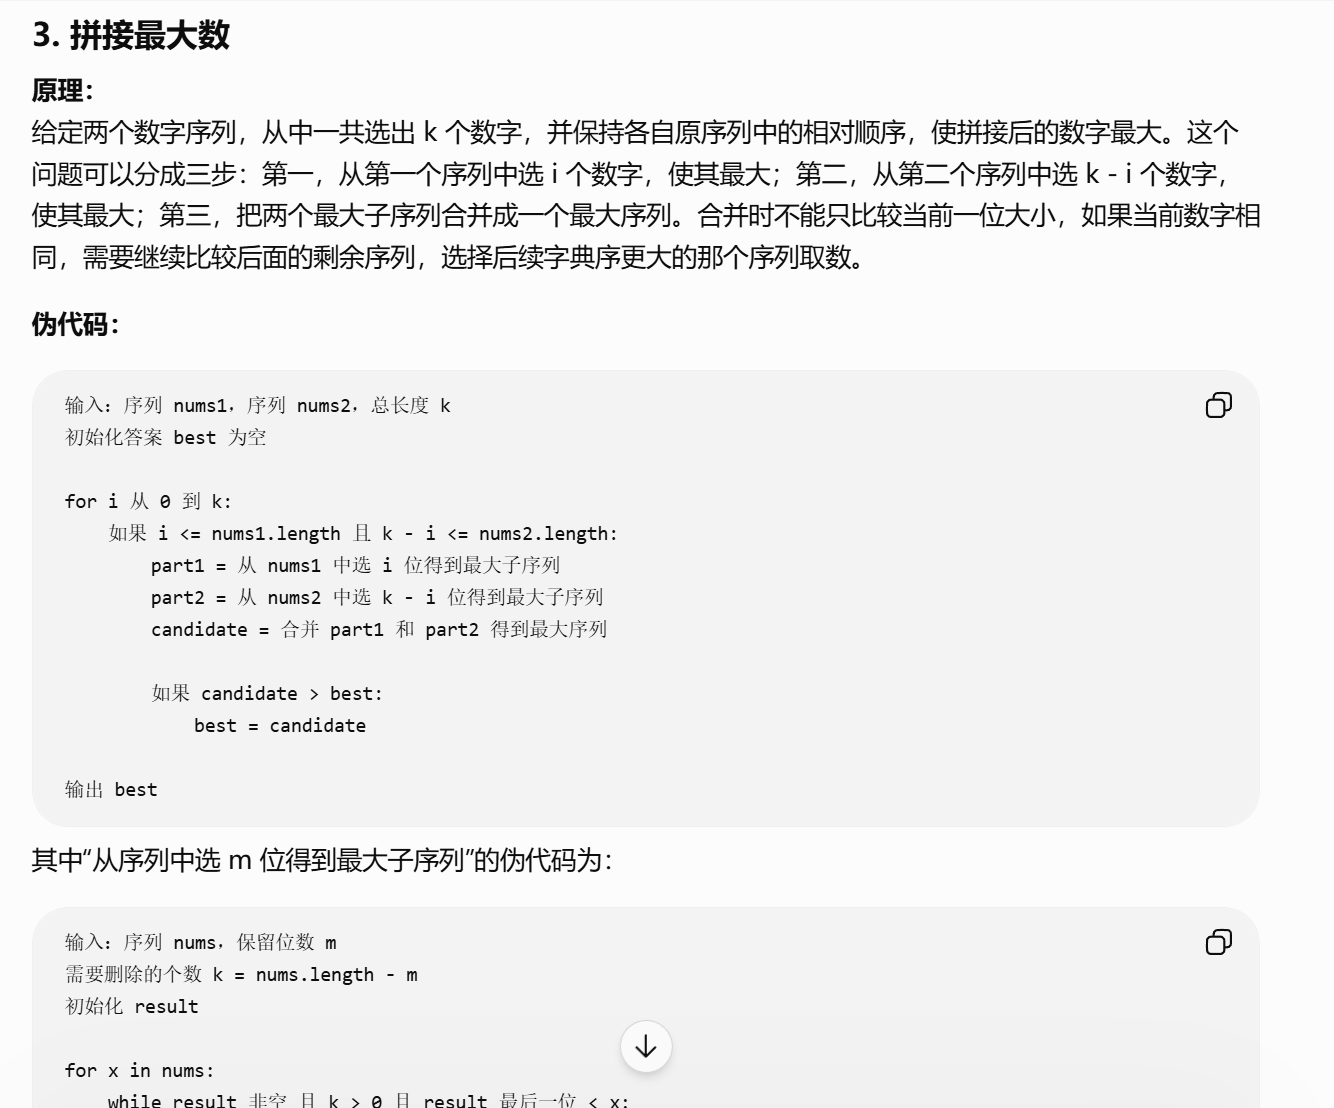 3. 拼接最大数
原理：
给定两个数字序列，从中一共选出 k 个数字，并保持各自原序列中的相对顺序，使拼接后的数字最大。这个
问题可以分成三步：第一，从第一个序列中选 i 个数字，使其最大；第二，从第二个序列中选 k - i 个数字，
使其最大；第三，把两个最大子序列合并成一个最大序列。合并时不能只比较当前一位大小，如果当前数字相
同，需要继续比较后面的剩余序列，选择后续字典序更大的那个序列取数。
伪代码：
输入：序列 nums1，序列 nums2，总长度 k
初始化答案 best 为空
for i 从 0 到 k:
如果 i <= nums1.length 且 k - i <= nums2.length:
part1 = 从 nums1 中选 i 位得到最大子序列
part2 = 从 nums2 中选 k - i 位得到最大子序列
candidate = 合并 part1 和 part2 得到最大序列
如果 candidate > best:
best = candidate
输出 best
其中“从序列中选 m 位得到最大子序列”的伪代码为：
输入：序列 nums，保留位数 m
需要删除的个数 k = nums.length - m
初始化 result
for x in nums:
while result 非空 且 k > 0 且 result 最后一位 < x: